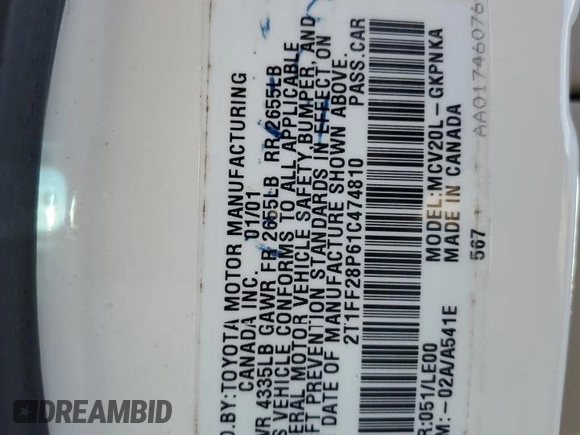 D.BY:TOYOTA MOTOR MANUFACTURING
CANADA INC. 01/01
WR 4335LB GAWR FR 2655LB RR 2655LB
S VEHICLE CONFORMS TO ALL APPLICABLE
ERAL MOTOR VEHICLE SAFETY, BUMPER, AND
FT PREVENTION STANDARDS IN EFFECT ON
DATE OF MANUFACTURE SHOWN ABOVE.
2T1FF28P61C474810 PASS.CAR
R:051/LE00 MODEL:MCV20L-GKPNKA
M:-02A/A541E MADE IN CANADA
567 AA01746076
DREAMBID